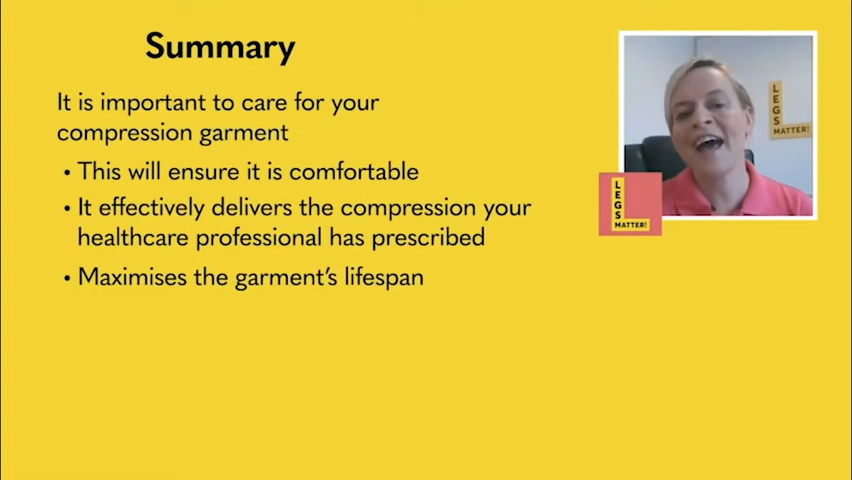 Summary
It is important to care for your
compression garment
• This will ensure it is comfortable
• It effectively delivers the compression your
healthcare professional has prescribed
• Maximises the garment's lifespan
LEGS
MATTER!
LEGS
MATTER!